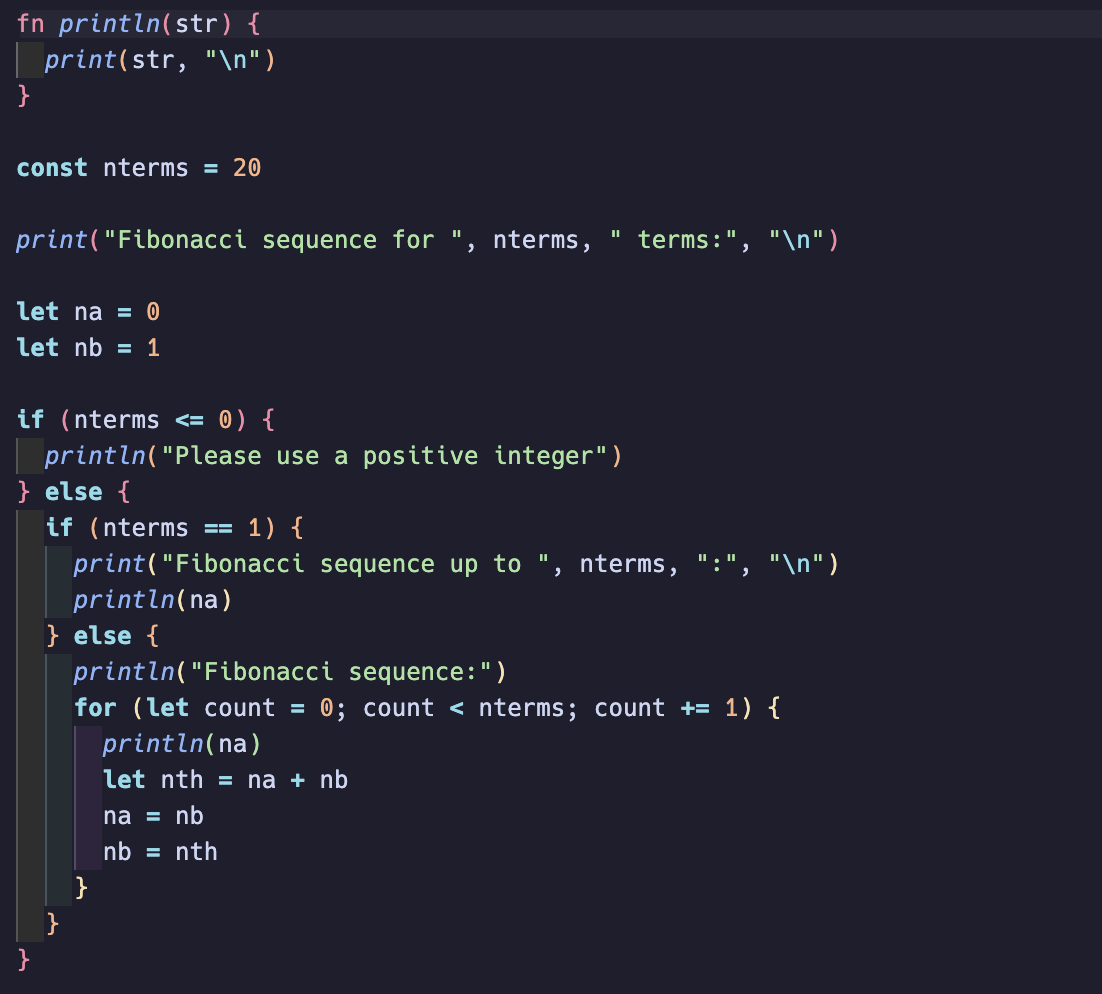 fn println(str) {
  print(str, "\n")
}

const nterms = 20

print("Fibonacci sequence for ", nterms, " terms:", "\n")

let na = 0
let nb = 1

if (nterms <= 0) {
  println("Please use a positive integer")
} else {
  if (nterms == 1) {
    print("Fibonacci sequence up to ", nterms, ":", "\n")
    println(na)
  } else {
    println("Fibonacci sequence:")
    for (let count = 0; count < nterms; count += 1) {
      println(na)
      let nth = na + nb
      na = nb
      nb = nth
    }
  }
}